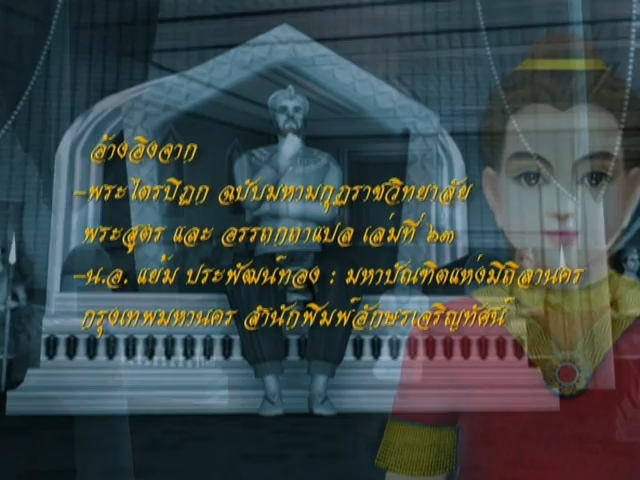 อ้างอิงจาก
-พระไตรปิฎก ฉบับมหามกุฏราชวิทยาลัย
พระสูตร และ อรรถกถาแปล เล่มที่ ๖๓
-น.อ. แย้ม ประพัฒน์ทอง : มหาบัณฑิตแห่งมิถิลานคร
กรุงเทพมหานคร สำนักพิมพ์อักษรเจริญทัศน์